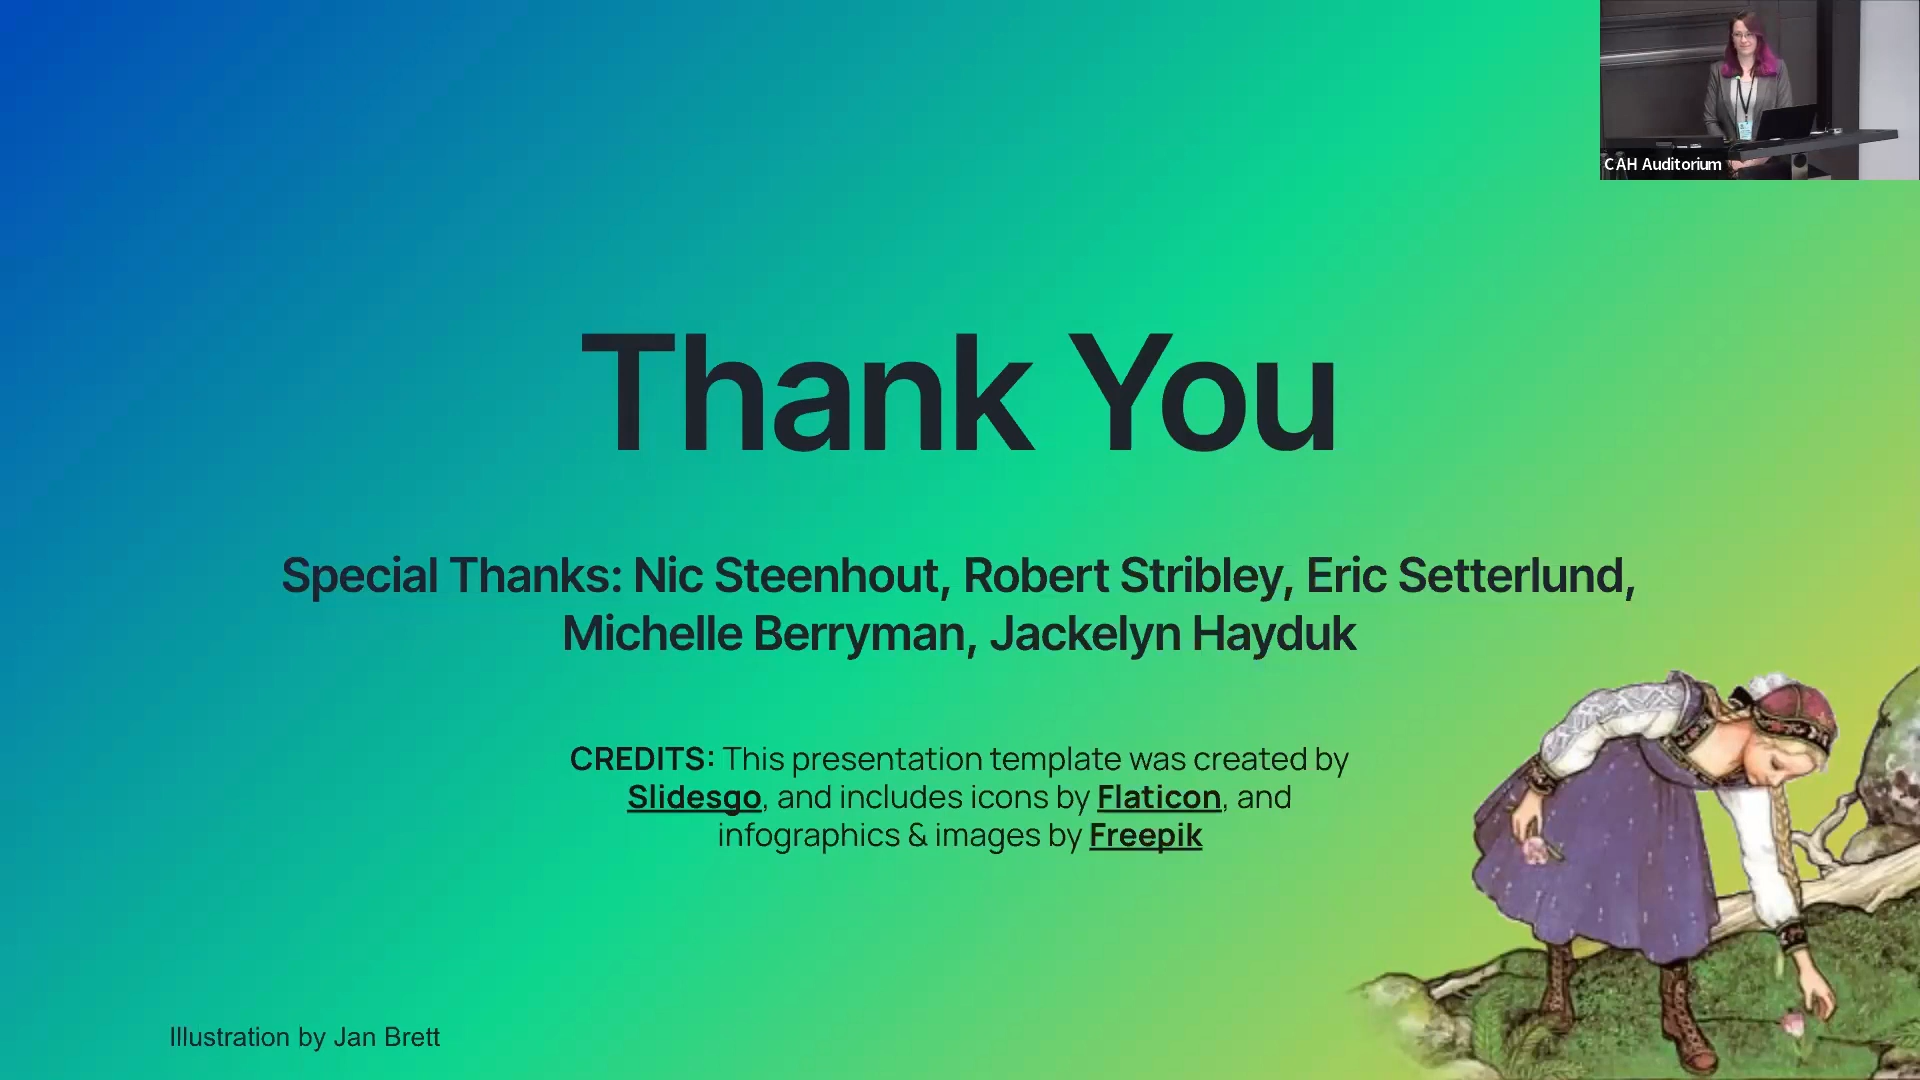 CAH Auditorium
Thank You
Special Thanks: Nic Steenhout, Robert Stribley, Eric Setterlund,
Michelle Berryman, Jackelyn Hayduk
CREDITS: This presentation template was created by
Slidesgo, and includes icons by Flaticon, and
infographics & images by Freepik
Illustration by Jan Brett